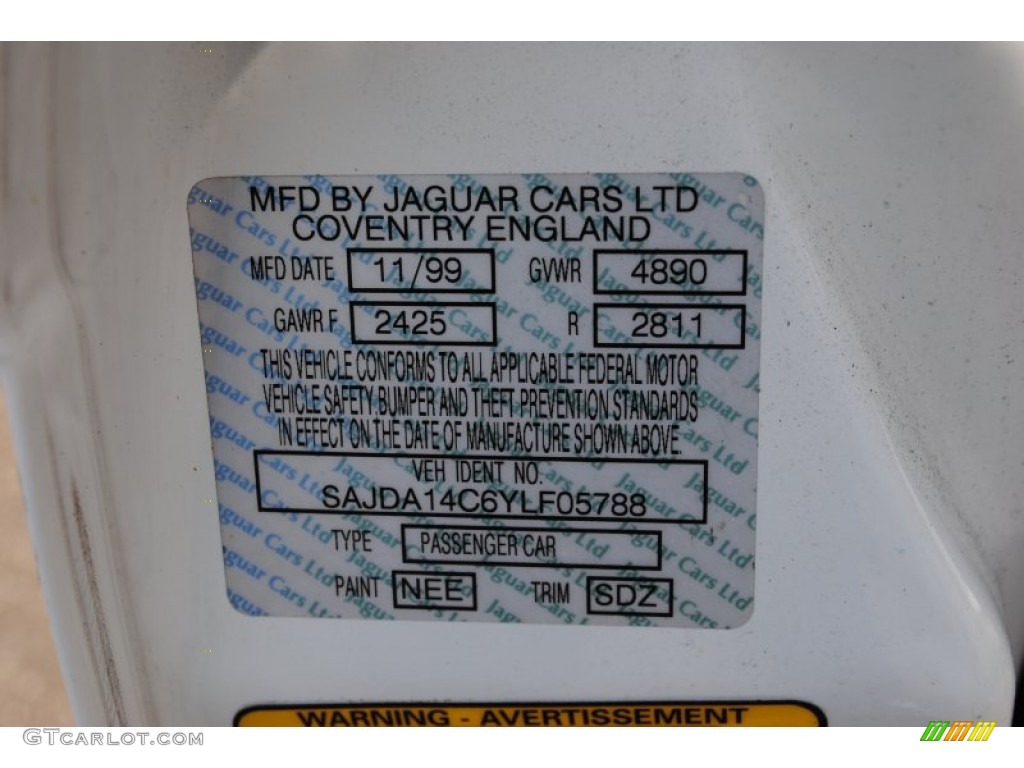 MFD BY JAGUAR CARS LTD
COVENTRY ENGLAND
MFD DATE 11/99 GVWR 4890
GAWR F 2425 R 2811
THIS VEHICLE CONFORMS TO ALL APPLICABLE FEDERAL MOTOR
VEHICLE SAFETY, BUMPER AND THEFT PREVENTION STANDARDS
IN EFFECT ON THE DATE OF MANUFACTURE SHOWN ABOVE.
VEH IDENT NO.
SAJDA14C6YLF05788
TYPE PASSENGER CAR
PAINT NEE TRIM SDZ
WARNING - AVERTISSEMENT
GTcarlot.com